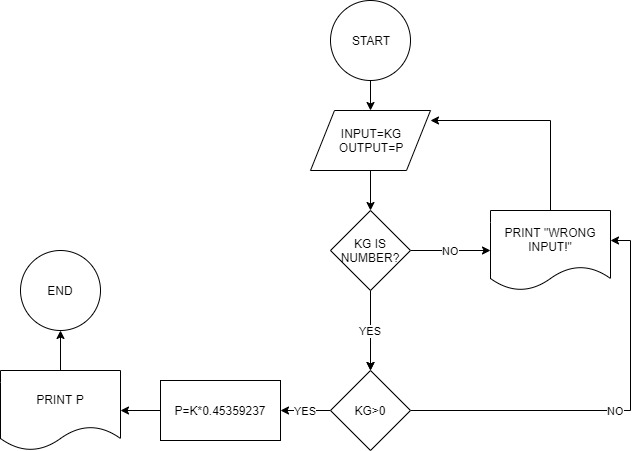 START
INPUT=KG
OUTPUT=P
KG IS
NUMBER?
NO
PRINT "WRONG
INPUT!"
YES
KG>0
NO
YES
P=K*0.45359237
PRINT P
END